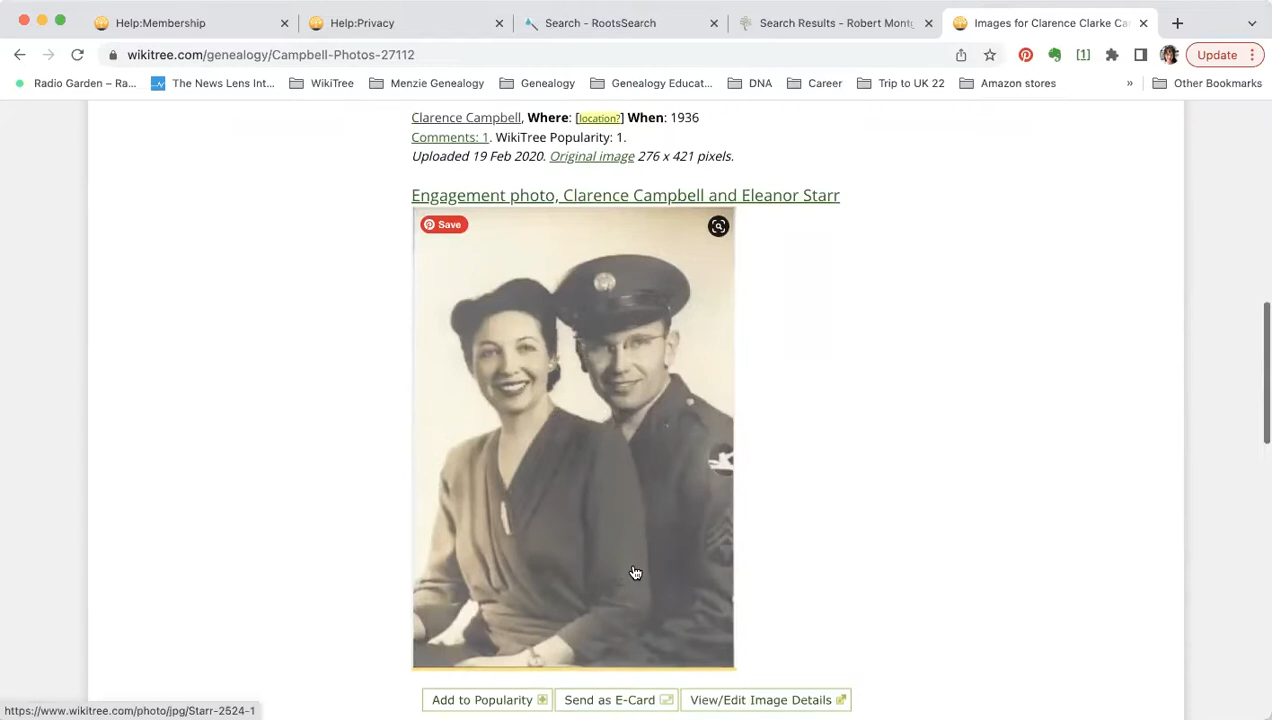 Help:Membership
Help:Privacy
Search - RootsSearch
Search Results - Robert Montg
Images for Clarence Clarke Ca
wikitree.com/genealogy/Campbell-Photos-27112
[1]
Update
Radio Garden – Ra...
The News Lens Int...
WikiTree
Menzie Genealogy
Genealogy
Genealogy Educat...
DNA
Career
Trip to UK 22
Amazon stores
»
Other Bookmarks
Clarence Campbell, Where: [location?] When: 1936
Comments: 1. WikiTree Popularity: 1.
Uploaded 19 Feb 2020. Original image 276 x 421 pixels.
Engagement photo, Clarence Campbell and Eleanor Starr
Save
Add to Popularity
Send as E-Card
View/Edit Image Details
https://www.wikitree.com/photo/jpg/Starr-2524-1